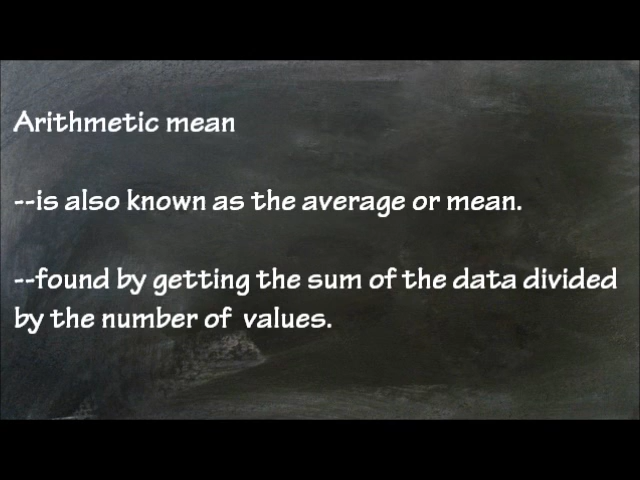 Arithmetic mean
--is also known as the average or mean.
--found by getting the sum of the data divided
by the number of  values.